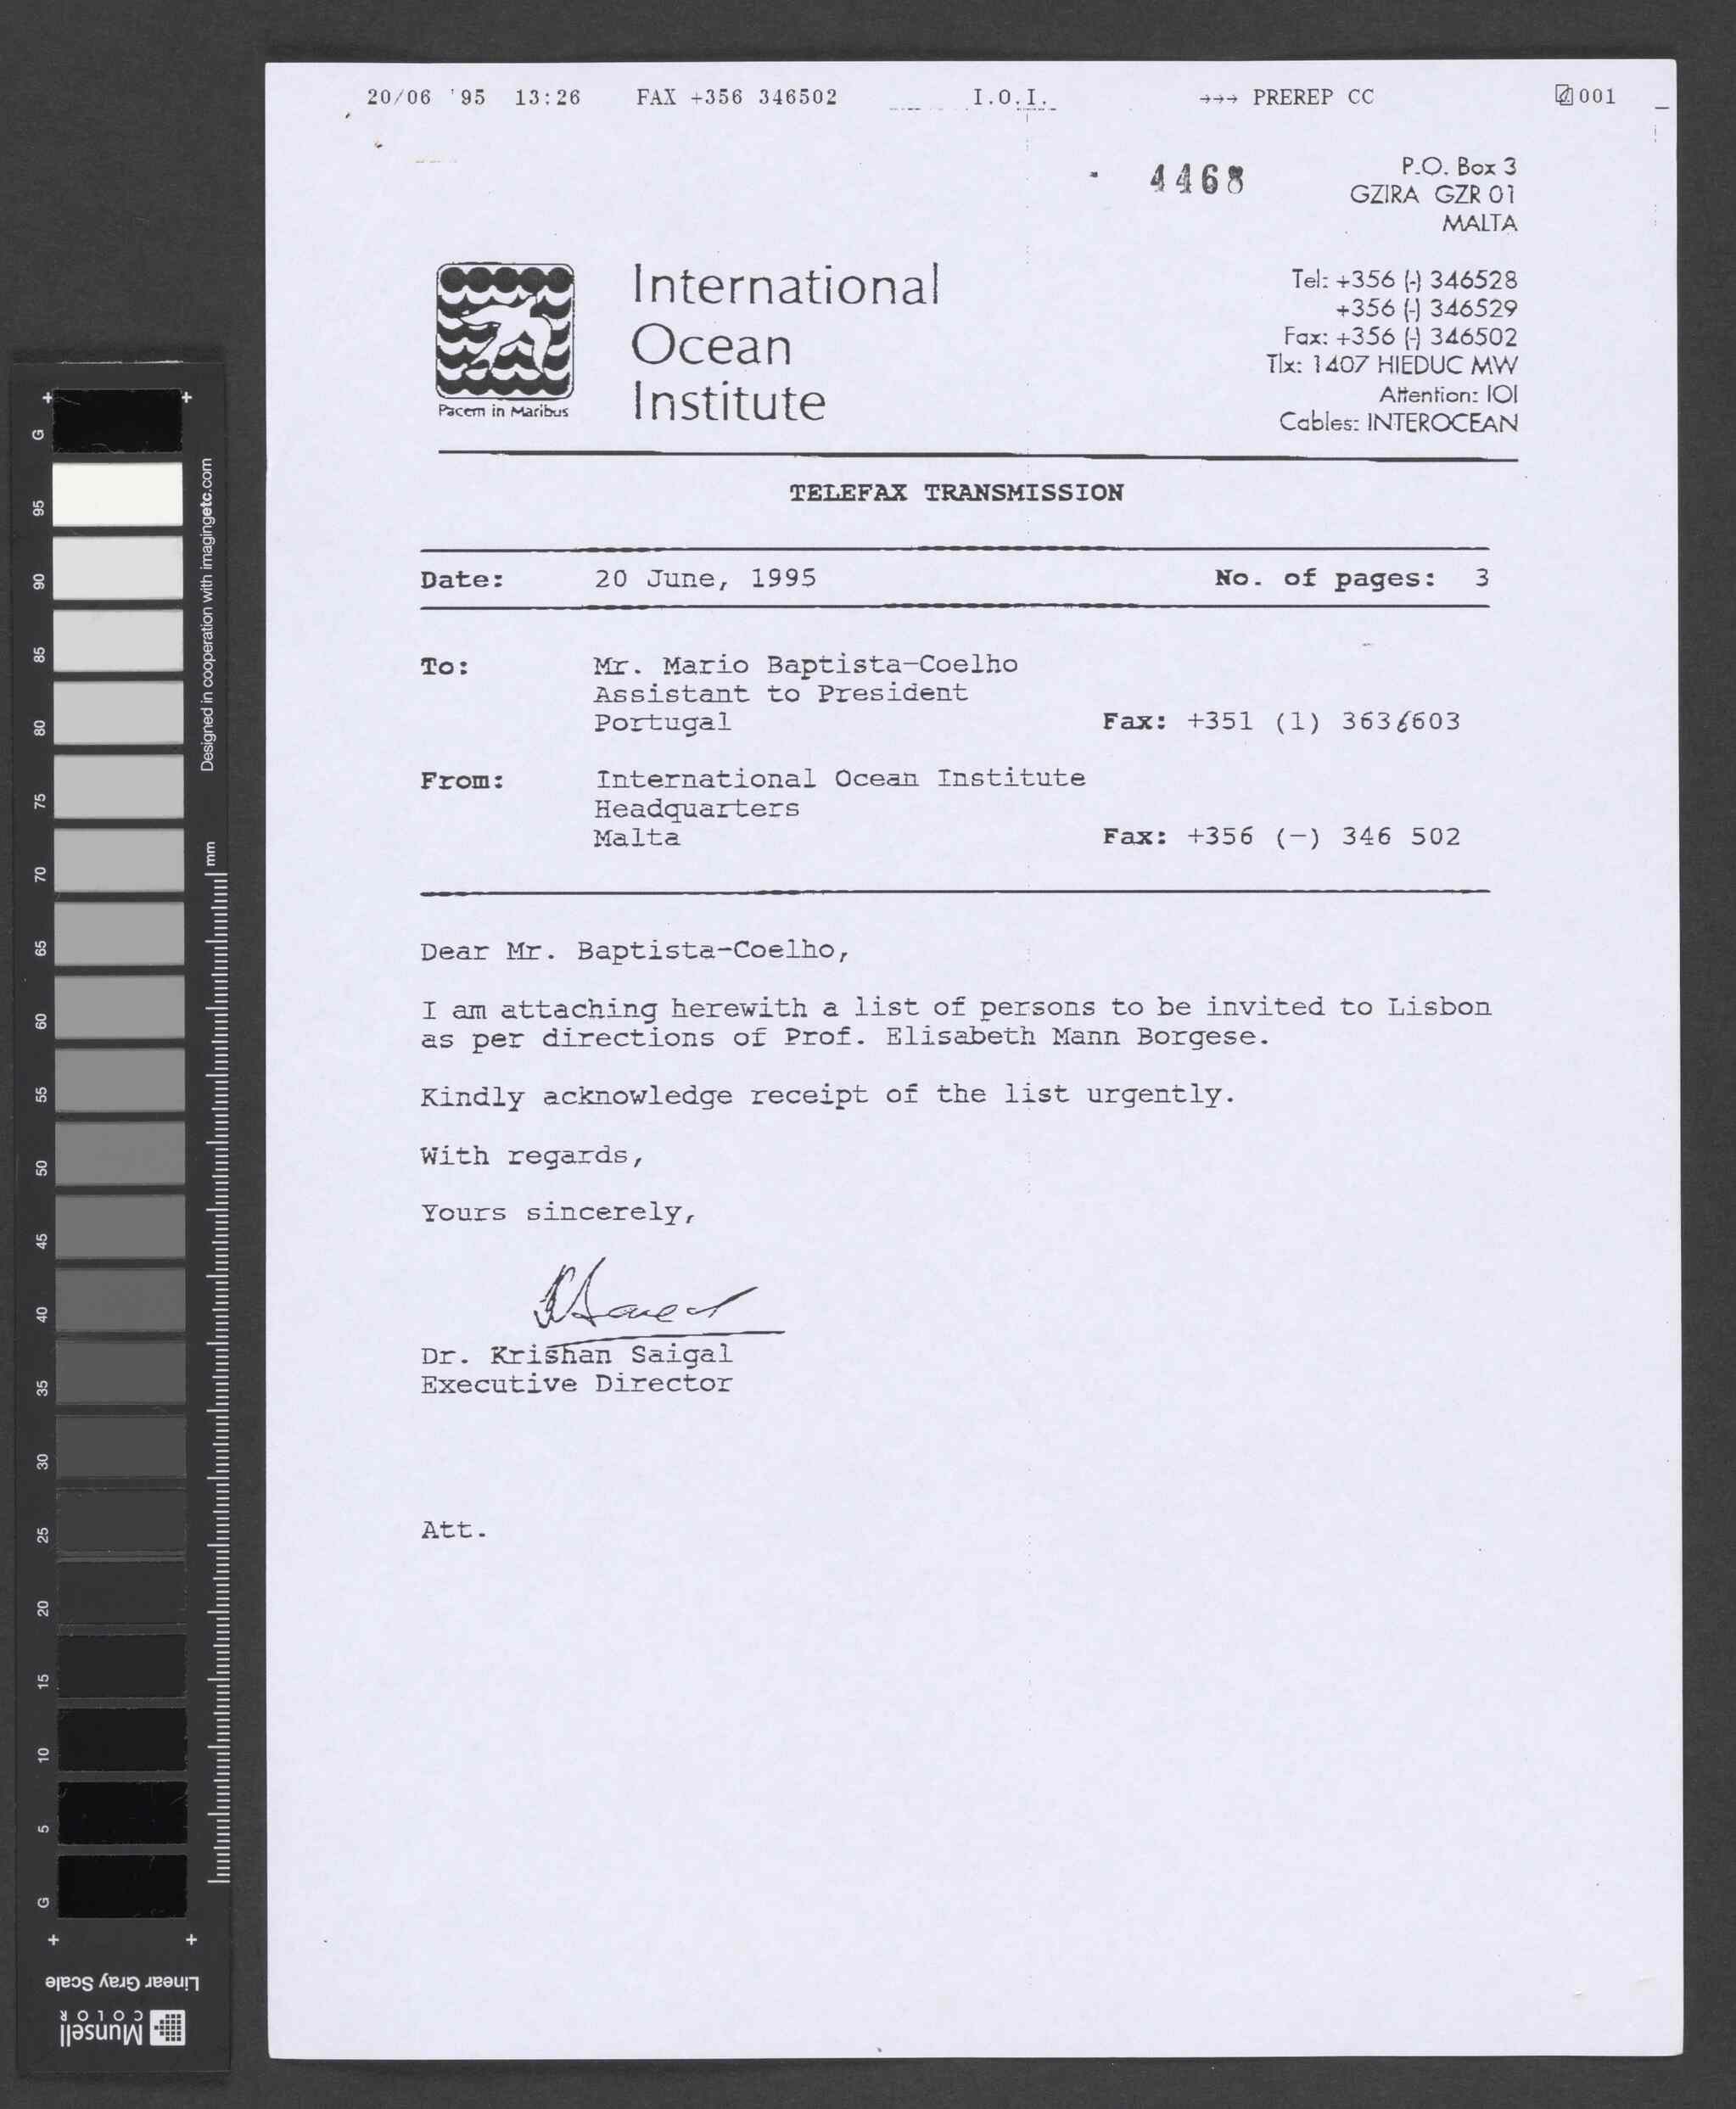 20/06 '95 13:26 FAX +356 346502 I.O.I. →→→ PREREP CC 001
4468
P.O. Box 3
GZIRA GZR 01
MALTA
International
Ocean
Institute
Pacem in Maribus
Tel: +356 (-) 346528
+356 (-) 346529
Fax: +356 (-) 346502
Tlx: 1407 HIEDUC MW
Attention: IOI
Cables: INTEROCEAN
TELEFAX TRANSMISSION
Date: 20 June, 1995 No. of pages: 3
To: Mr. Mario Baptista-Coelho
Assistant to President
Portugal Fax: +351 (1) 3636603
From: International Ocean Institute
Headquarters
Malta Fax: +356 (-) 346 502
Dear Mr. Baptista-Coelho,
I am attaching herewith a list of persons to be invited to Lisbon
as per directions of Prof. Elisabeth Mann Borgese.
Kindly acknowledge receipt of the list urgently.
With regards,
Yours sincerely,
Dr. Krishan Saigal
Executive Director
Att.
G
95
90
85
80
75
70
65
60
55
50
45
40
35
30
25
20
15
10
5
G
Designed in cooperation with imagingetc.com
mm
Linear Gray Scale
Munsell
COLOR